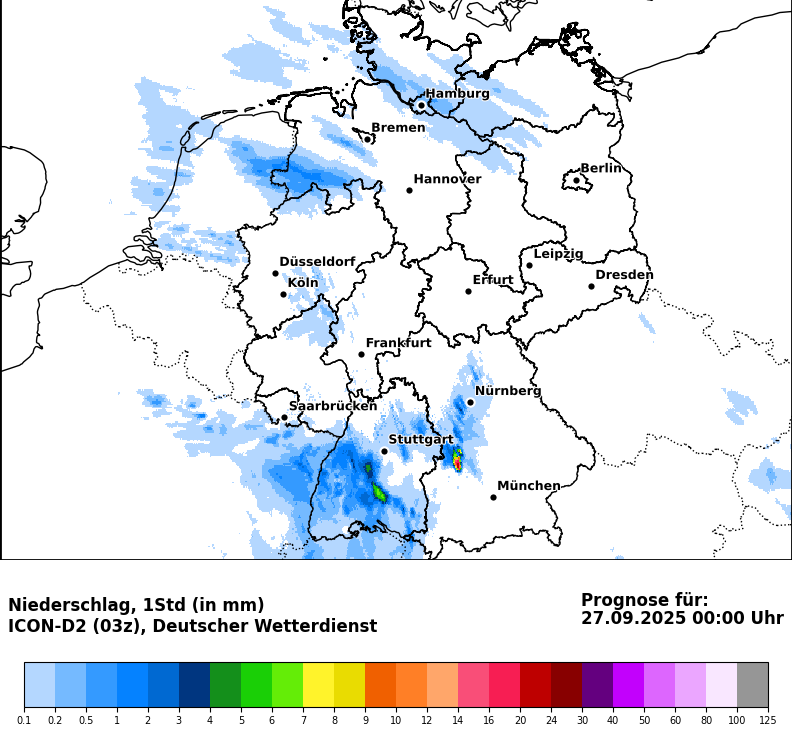 Hamburg
Bremen
Berlin
Hannover
Düsseldorf
Köln
Leipzig
Erfurt
Dresden
Frankfurt
Nürnberg
Saarbrücken
Stuttgart
München
Niederschlag, 1Std (in mm)
ICON-D2 (03z), Deutscher Wetterdienst
Prognose für:
27.09.2025 00:00 Uhr
0.1 0.2 0.5 1 2 3 4 5 6 7 8 9 10 12 14 16 20 24 30 40 50 60 80 100 125